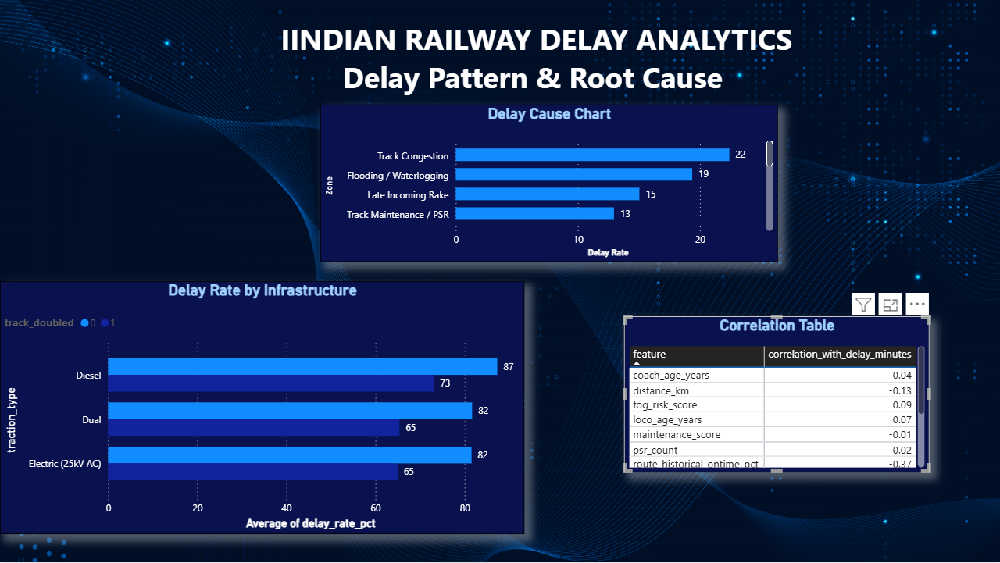 IINDIAN RAILWAY DELAY ANALYTICS
Delay Pattern & Root Cause
Delay Cause Chart
Zone
Track Congestion 22
Flooding / Waterlogging 19
Late Incoming Rake 15
Track Maintenance / PSR 13
0 10 20
Delay Rate
Delay Rate by Infrastructure
track_doubled 0 1
traction_type
Diesel 87
73
Dual 82
65
Electric (25kV AC) 82
65
0 20 40 60 80
Average of delay_rate_pct
Correlation Table
feature correlation_with_delay_minutes
coach_age_years 0.04
distance_km -0.13
fog_risk_score 0.09
loco_age_years 0.07
maintenance_score -0.01
psr_count 0.02
route_historical_ontime_pct -0.37